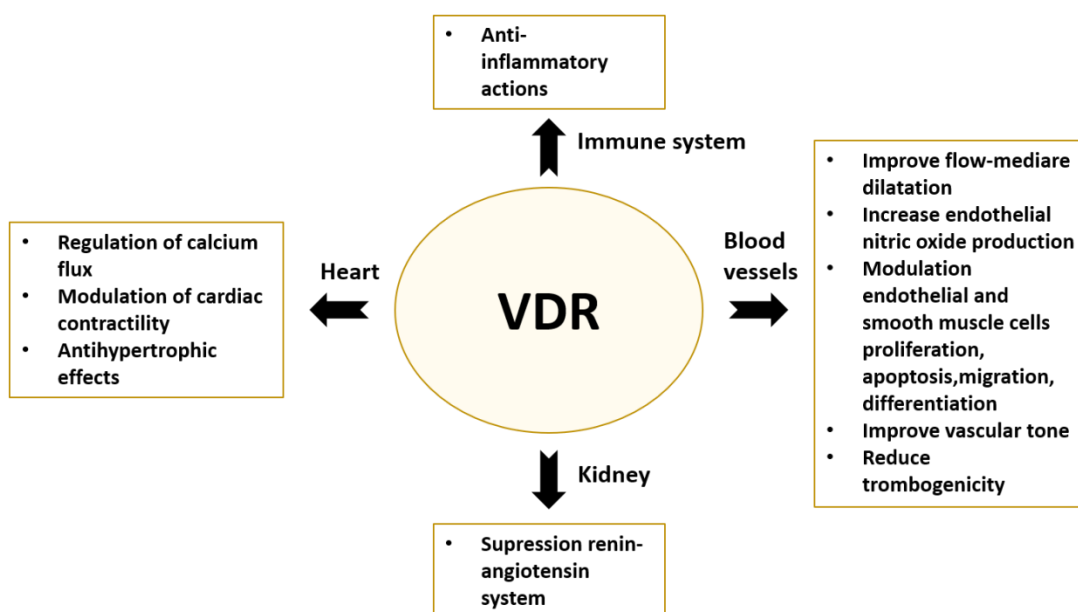 • Anti-
inflammatory
actions
Immune system
• Regulation of calcium
flux
• Modulation of cardiac
contractility
• Antihypertrophic
effects
Heart
VDR
Blood
vessels
• Improve flow-mediare
dilatation
• Increase endothelial
nitric oxide production
• Modulation
endothelial and
smooth muscle cells
proliferation,
apoptosis,migration,
differentiation
• Improve vascular tone
• Reduce
trombogenicity
Kidney
• Supression renin-
angiotensin
system